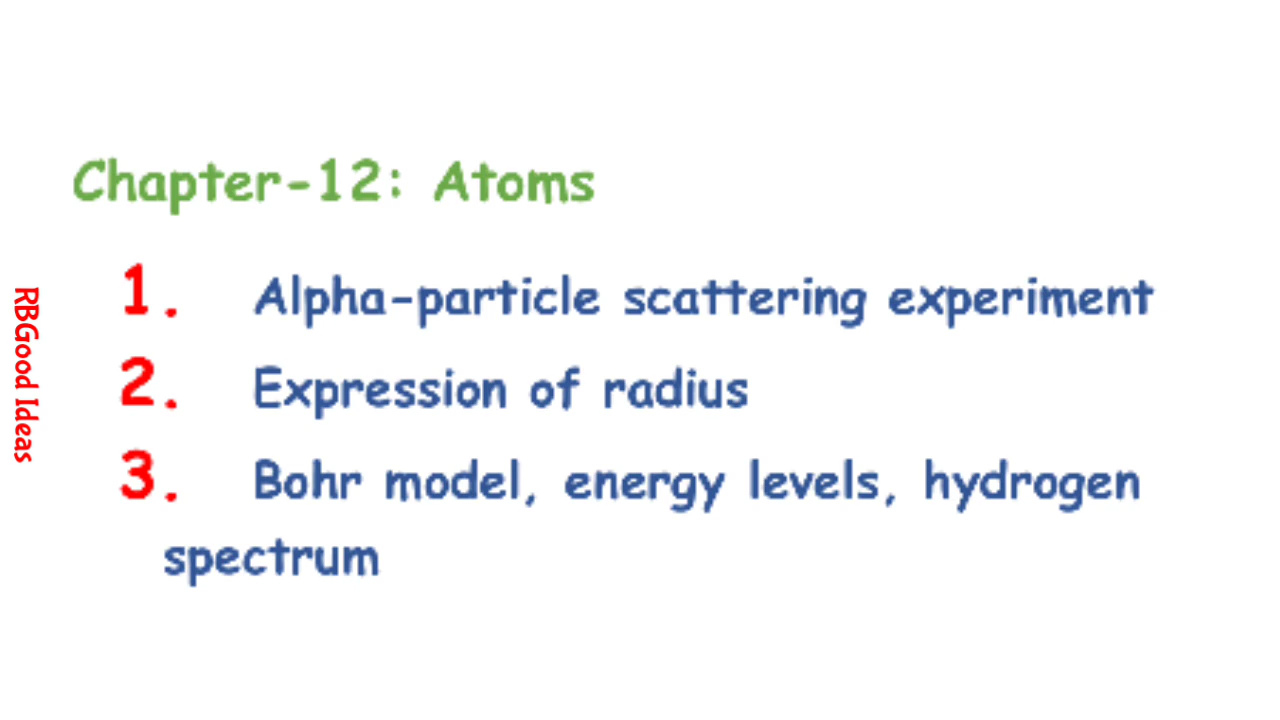 Chapter-12: Atoms
1. Alpha-particle scattering experiment
2. Expression of radius
3. Bohr model, energy levels, hydrogen
spectrum
RBGood Ideas